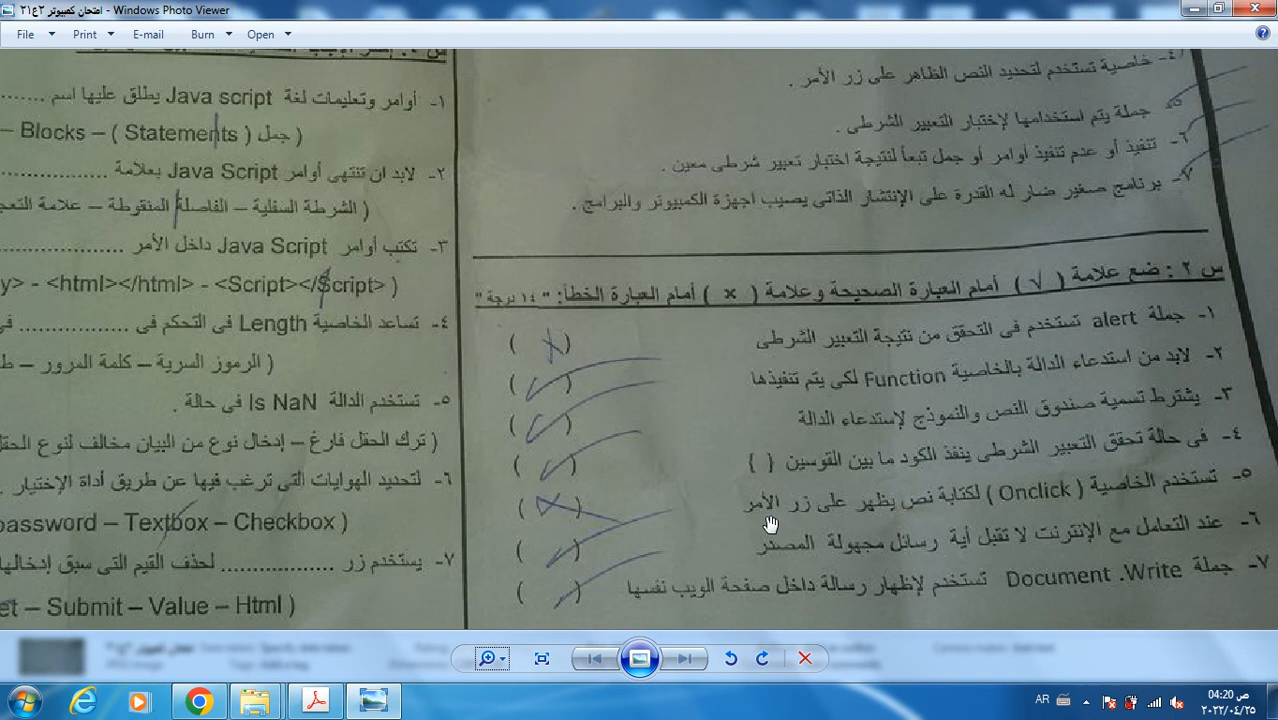 امتحان كمبيوتر ٢ع٢١ - Windows Photo Viewer
File Print E-mail Burn Open
٤- خاصية تستخدم لتحديد النص الظاهر على زر الأمر .
٥- جملة يتم استخدامها لإختبار التعبير الشرطى .
٦- تنفيذ أو عدم تنفيذ أوامر أو جمل تبعاً لنتيجة اختبار تعبير شرطى معين .
٧- برنامج صغير ضار له القدرة على الإنتشار الذاتى يصيب اجهزة الكمبيوتر والبرامج .
س ٢ : ضع علامة ( √ ) أمام العبارة الصحيحة وعلامة ( × ) أمام العبارة الخطأ: " ١٤ درجة "
١- جملة alert تستخدم فى التحقق من نتيجة التعبير الشرطى ( × )
٢- لابد من استدعاء الدالة بالخاصية Function لكى يتم تنفيذها ( √ )
٣- يشترط تسمية صندوق النص والنموذج لإستدعاء الدالة ( √ )
٤- فى حالة تحقق التعبير الشرطى ينفذ الكود ما بين القوسين { } ( √ )
٥- تستخدم الخاصية ( Onclick ) لكتابة نص يظهر على زر الأمر ( × )
٦- عند التعامل مع الإنترنت لا تقبل أية رسائل مجهولة المصدر ( √ )
٧- جملة Document .Write تستخدم لإظهار رسالة داخل صفحة الويب نفسها ( √ )
١- أوامر وتعليمات لغة Java script يطلق عليها اسم ........
( جمل ( Statements ) – Blocks –
٢- لابد ان تنتهى أوامر Java Script بعلامة ..................
( الشرطة السفلية – الفاصلة المنقوطة – علامة
٣- تكتب أوامر Java Script داخل الأمر ......................
y> - <html></html> - <Script></Script> )
٤- تساعد الخاصية Length فى التحكم فى .................. فى
( الرموز السرية – كلمة المرور –
٥- تستخدم الدالة Is NaN فى حالة .
( ترك الحقل فارغ – إدخال نوع من البيان مخالف لنوع الحقل
٦- لتحديد الهوايات التى ترغب فيها عن طريق أداة الإختيار .
password – Textbox – Checkbox )
٧- يستخدم زر .................. لحذف القيم التى سبق إدخالها
et – Submit – Value – Html )
AR
04:20 ص
٢٠٢٢/٠٤/٢٥